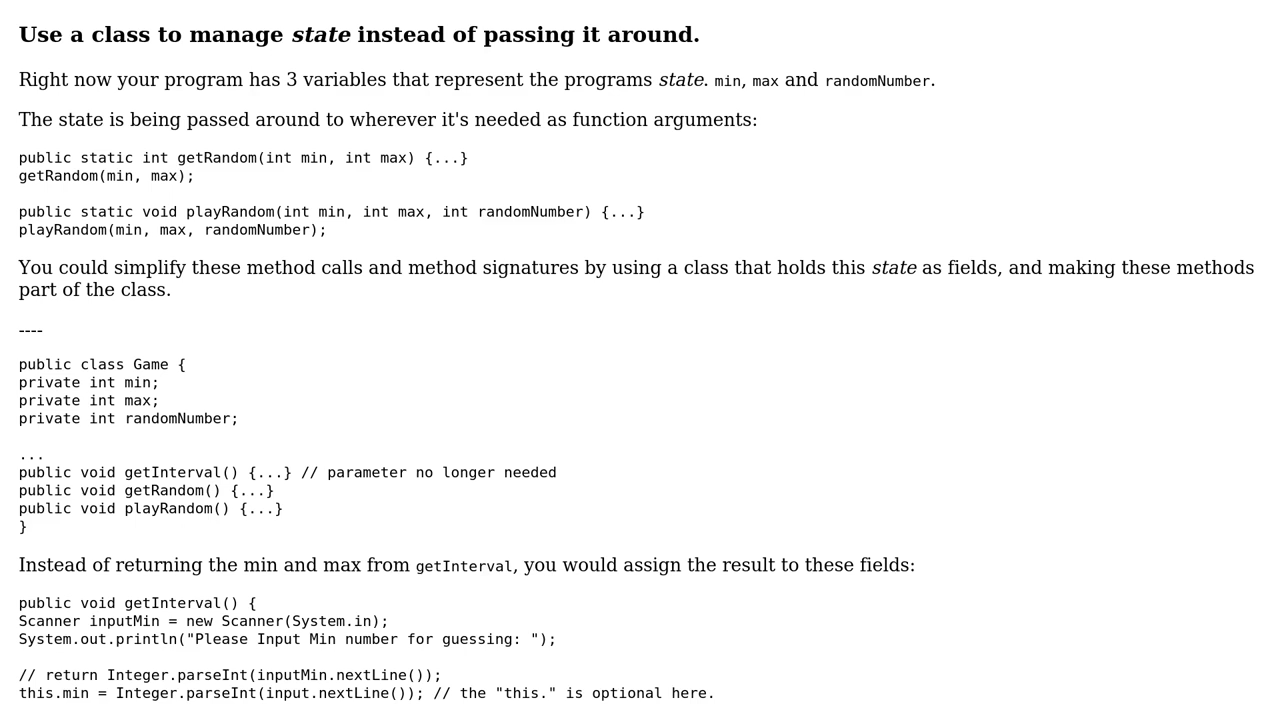 Use a class to manage state instead of passing it around.
Right now your program has 3 variables that represent the programs state. min, max and randomNumber.
The state is being passed around to wherever it's needed as function arguments:
public static int getRandom(int min, int max) {...}
getRandom(min, max);
public static void playRandom(int min, int max, int randomNumber) {...}
playRandom(min, max, randomNumber);
You could simplify these method calls and method signatures by using a class that holds this state as fields, and making these methods
part of the class.
----
public class Game {
private int min;
private int max;
private int randomNumber;
...
public void getInterval() {...} // parameter no longer needed
public void getRandom() {...}
public void playRandom() {...}
}
Instead of returning the min and max from getInterval, you would assign the result to these fields:
public void getInterval() {
Scanner inputMin = new Scanner(System.in);
System.out.println("Please Input Min number for guessing: ");
// return Integer.parseInt(inputMin.nextLine());
this.min = Integer.parseInt(input.nextLine()); // the "this." is optional here.